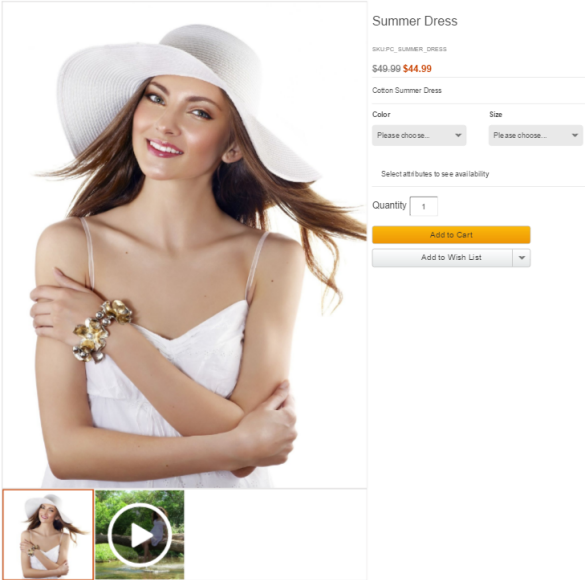 Summer Dress
SKU:PC_SUMMER_DRESS
$49.99 $44.99
Cotton Summer Dress
Color Size
Please choose... Please choose...
Select attributes to see availability
Quantity 1
Add to Cart
Add to Wish List